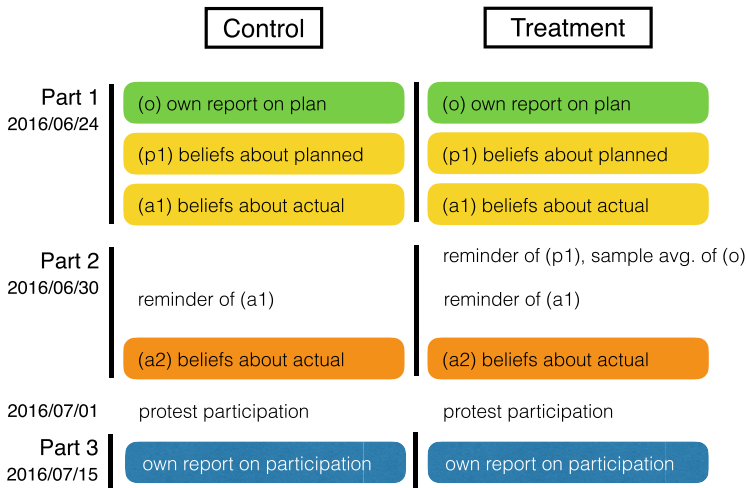 Control
Treatment
Part 1
2016/06/24
(o) own report on plan
(o) own report on plan
(p1) beliefs about planned
(p1) beliefs about planned
(a1) beliefs about actual
(a1) beliefs about actual
Part 2
2016/06/30
reminder of (p1), sample avg. of (o)
reminder of (a1)
reminder of (a1)
(a2) beliefs about actual
(a2) beliefs about actual
2016/07/01
protest participation
protest participation
Part 3
2016/07/15
own report on participation
own report on participation